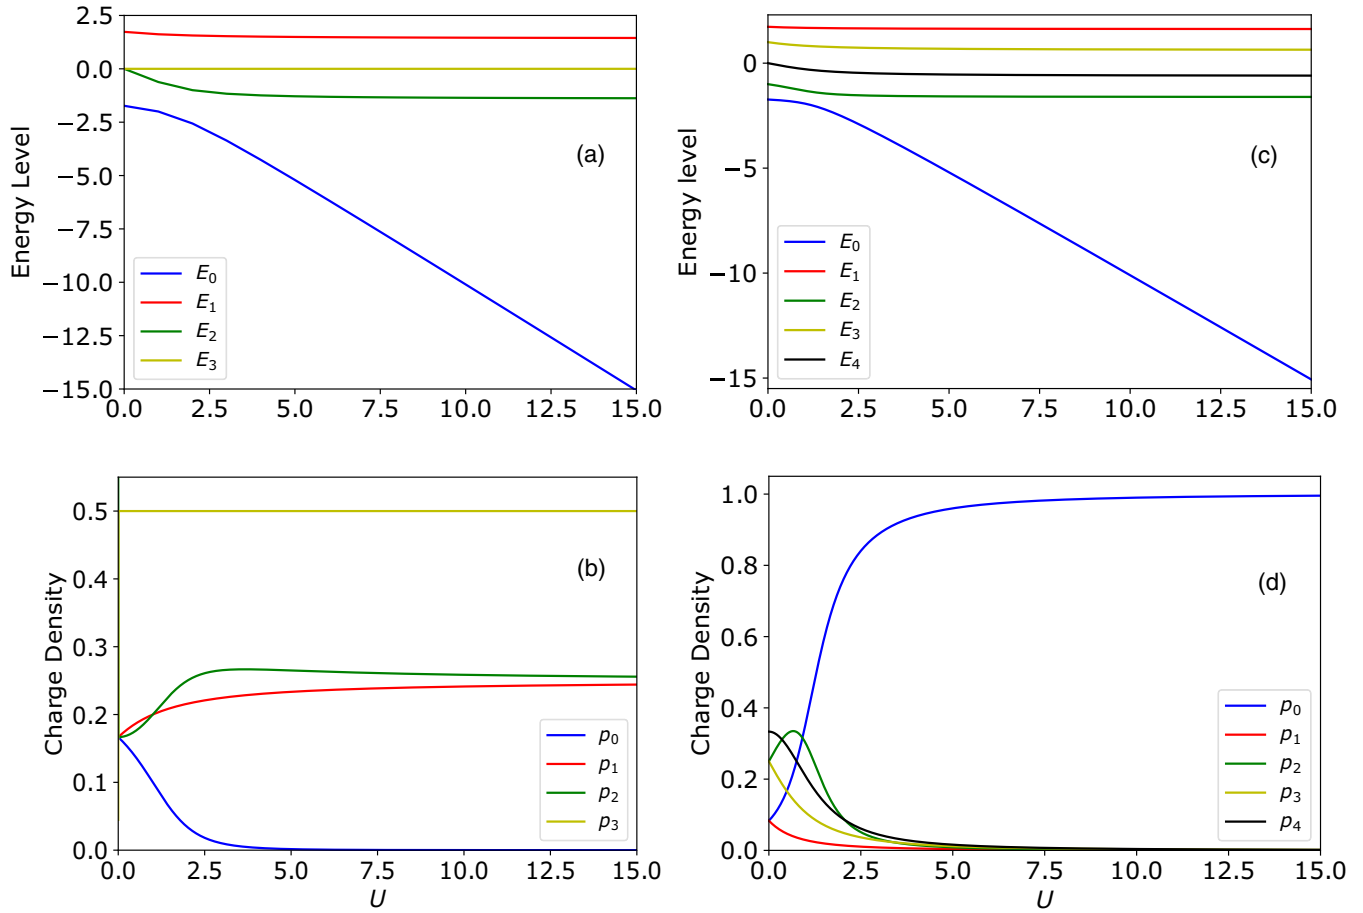 2.5
0.0
−2.5
−5.0
−7.5
−10.0
−12.5
−15.0
Energy Level
(a)
E0
E1
E2
E3
0.0 2.5 5.0 7.5 10.0 12.5 15.0
0
−5
−10
−15
Energy level
(c)
E0
E1
E2
E3
E4
0.0 2.5 5.0 7.5 10.0 12.5 15.0
0.5
0.4
0.3
0.2
0.1
0.0
Charge Density
(b)
p0
p1
p2
p3
0.0 2.5 5.0 7.5 10.0 12.5 15.0
U
1.0
0.8
0.6
0.4
0.2
0.0
Charge Density
(d)
p0
p1
p2
p3
p4
0.0 2.5 5.0 7.5 10.0 12.5 15.0
U